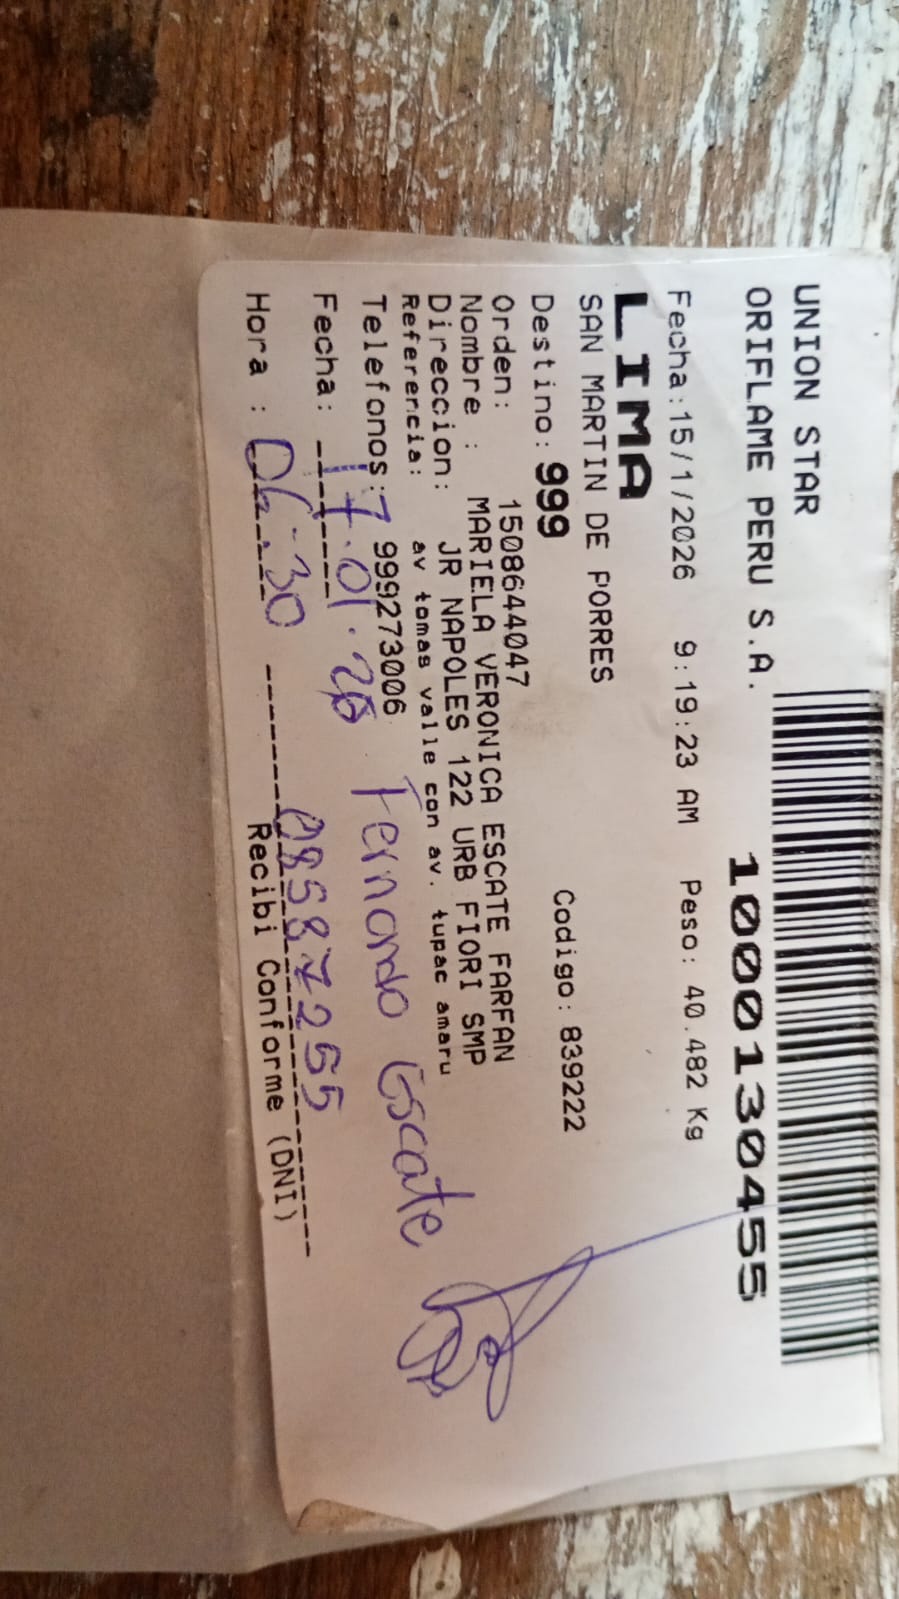 UNION STAR
ORIFLAME PERU S.A.
10001130455
Fecha:15/1/2026 9:19:23 AM Peso: 40.482 Kg
LIMA
SAN MARTIN DE PORRES
Destino: 999 Codigo: 839222
Orden: 150864404​7
Nombre : MARIELA VERONICA ESCATE FARFAN
Direccion: JR NAPOLES 122 URB FIORI SMP
Referencia: av tomas valle con av. tupac amaru
Telefonos: 999273006
Fecha: 17.01.26 Fernando Escate
Hora : 06:30 08587255
Recibi Conforme (DNI)